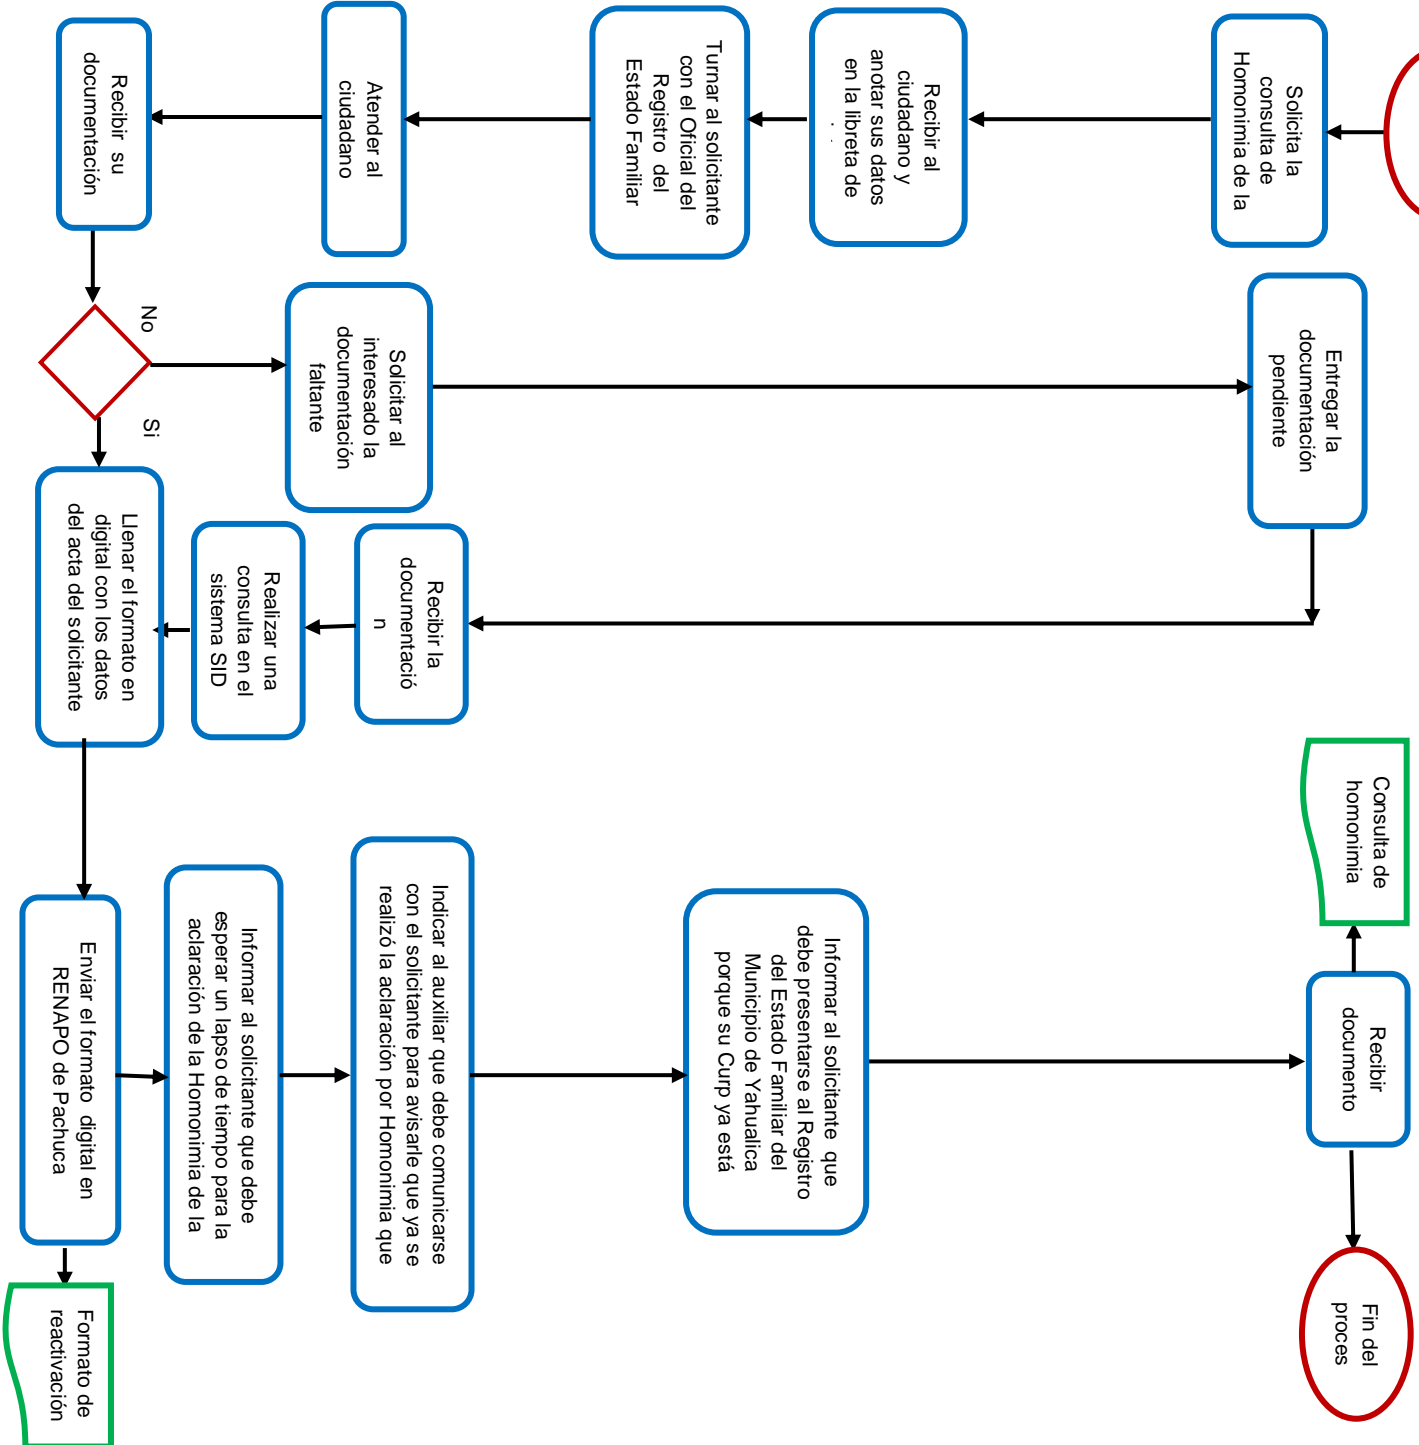 Solicita la
consulta de
Homonimia de la
Recibir al
ciudadano y
anotar sus datos
en la libreta de
Turnar al solicitante
con el Oficial del
Registro del
Estado Familiar
Atender al
ciudadano
Recibir su
documentación
No
Si
Solicitar al
interesado la
documentación
faltante
Entregar la
documentación
pendiente
Recibir la
documentació
n
Realizar una
consulta en el
sistema SID
Llenar el formato en
digital con los datos
del acta del solicitante
Enviar el formato digital en
RENAPO de Pachuca
Formato de
reactivación
Informar al solicitante que debe
esperar un lapso de tiempo para la
aclaración de la Homonimia de la
Indicar al auxiliar que debe comunicarse
con el solicitante para avisarle que ya se
realizó la aclaración por Homonimia que
Informar al solicitante que
debe presentarse al Registro
del Estado Familiar del
Municipio de Yahualica
porque su Curp ya está
Recibir
documento
Consulta de
homonimia
Fin del
proces